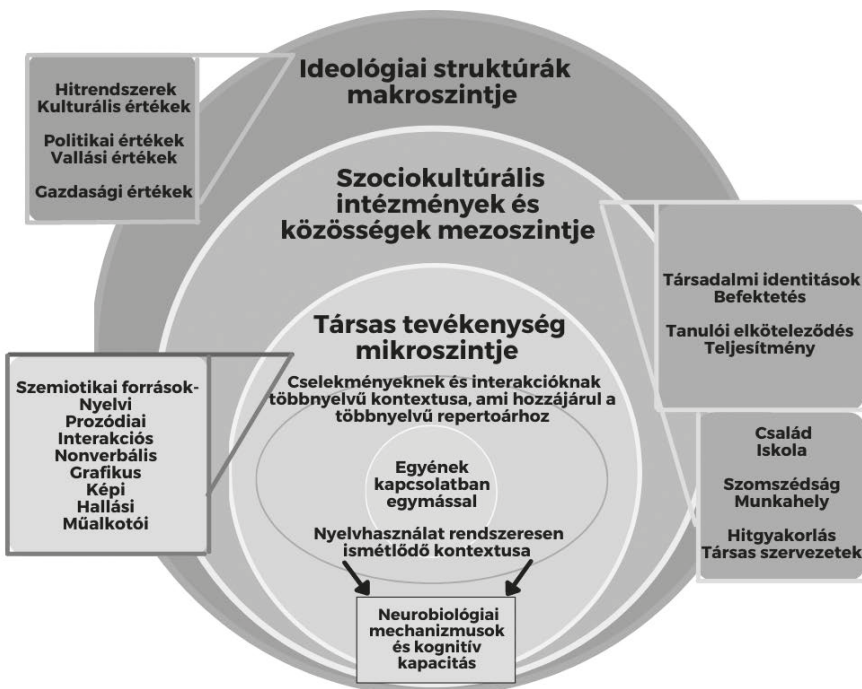 Ideológiai struktúrák
makroszintje
Hitrendszerek
Kulturális értékek
Politikai értékek
Vallási értékek
Gazdasági értékek
Szociokultúrális
intézmények és
közösségek mezoszintje
Társadalmi identitások
Befektetés
Tanulói elköteleződés
Teljesítmény
Család
Iskola
Szomszédság
Munkahely
Hitgyakorlás
Társas szervezetek
Társas tevékenység
mikroszintje
Cselekményeknek és interakcióknak
többnyelvű kontextusa, ami hozzájárul a
többnyelvű repertoárhoz
Szemiotikai források-
Nyelvi
Prozódiai
Interakciós
Nonverbális
Grafikus
Képi
Hallási
Műalkotói
Egyének
kapcsolatban
egymással
Nyelvhasználat rendszeresen
ismétlődő kontextusa
Neurobiológiai
mechanizmusok
és kognitív
kapacitás